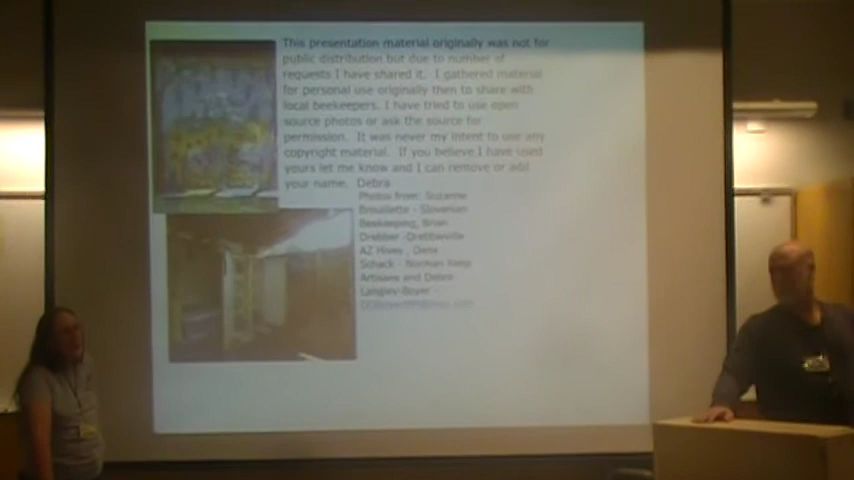 This presentation material originally was not for
public distribution but due to number of
requests I have shared it. I gathered material
for personal use originally then to share with
local beekeepers. I have tried to use open
source photos or ask the source for
permission. It was never my intent to use any
copyright material. If you believe I have used
yours let me know and I can remove or add
your name. Debra
Photos from: Suzanne
Brouillette - Slovenian
Beekeeping, Brian
Drebber -Drebbieville
AZ Hives , Dana
Schack - Norman Keep
Artisans and Debra
Langley-Boyer -